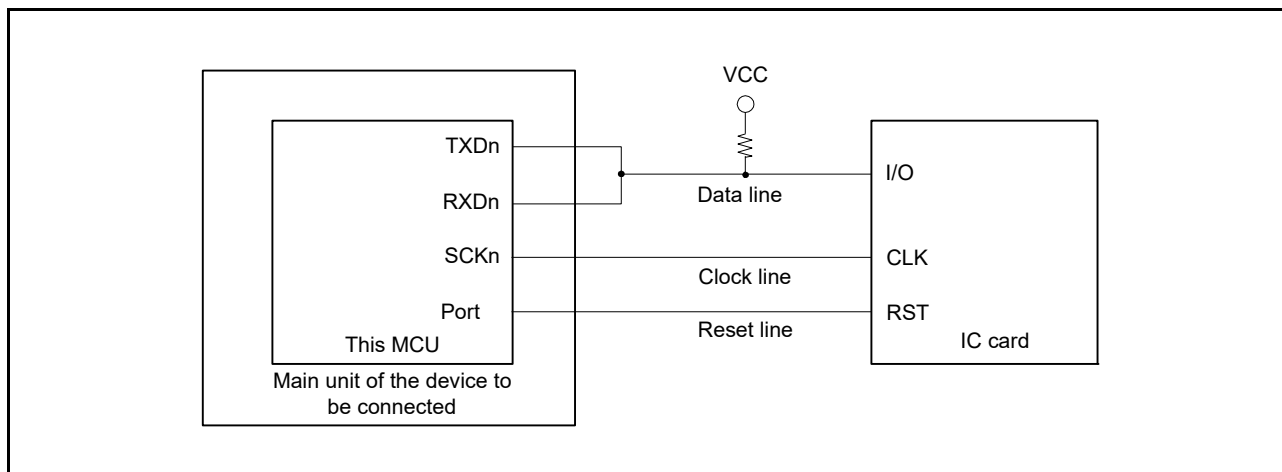 VCC
TXDn
I/O
Data line
RXDn
SCKn
CLK
Clock line
Port
RST
Reset line
This MCU
IC card
Main unit of the device to
be connected